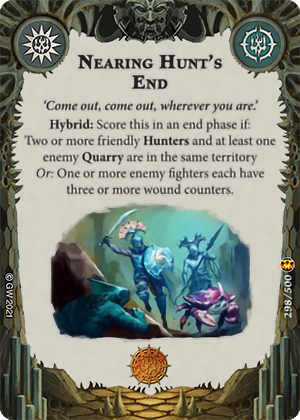 NEARING HUNT'S
END
‘Come out, come out, wherever you are.’
Hybrid: Score this in an end phase if:
Two or more friendly Hunters and at least one
enemy Quarry are in the same territory
Or: One or more enemy fighters each have
three or more wound counters.
© GW 2021
298/500